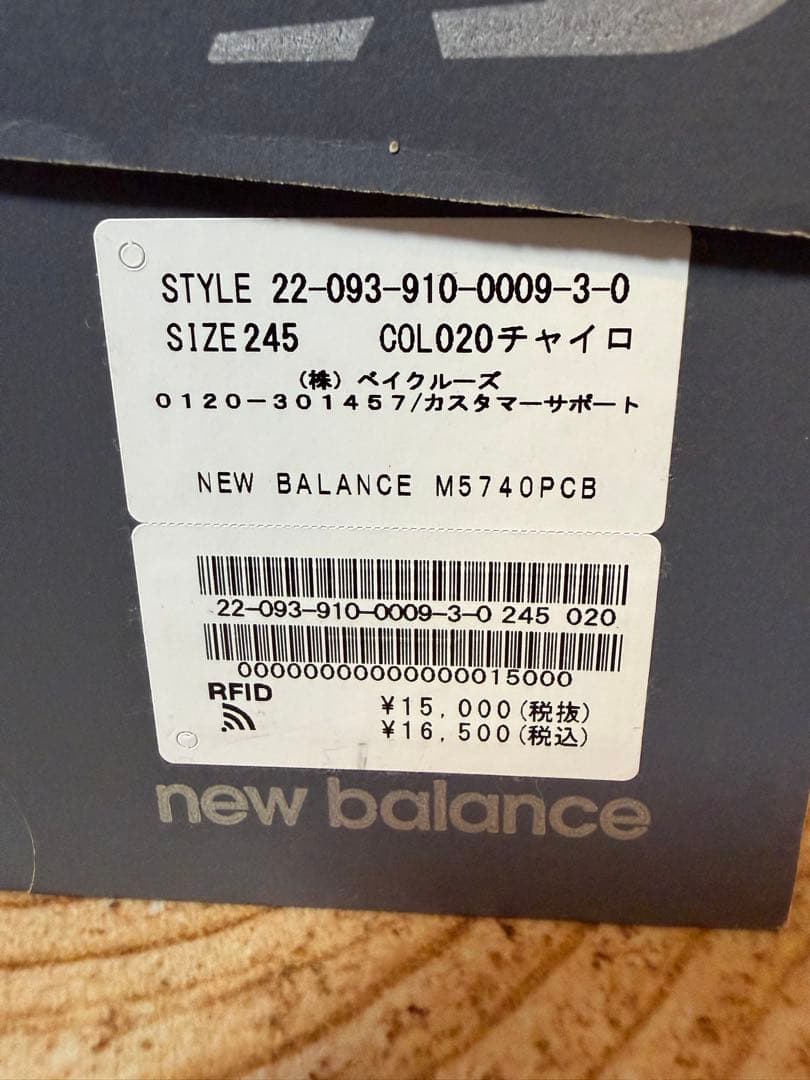 STYLE 22-093-910-0009-3-0
SIZE245 COL020チャイロ
（株）ベイクルーズ
０１２０－３０１４５７/カスタマーサポート
NEW BALANCE M5740PCB
22-093-910-0009-3-0 245 020
00000000000000015000
RFID
¥15,000(税抜)
¥16,500(税込)
new balance